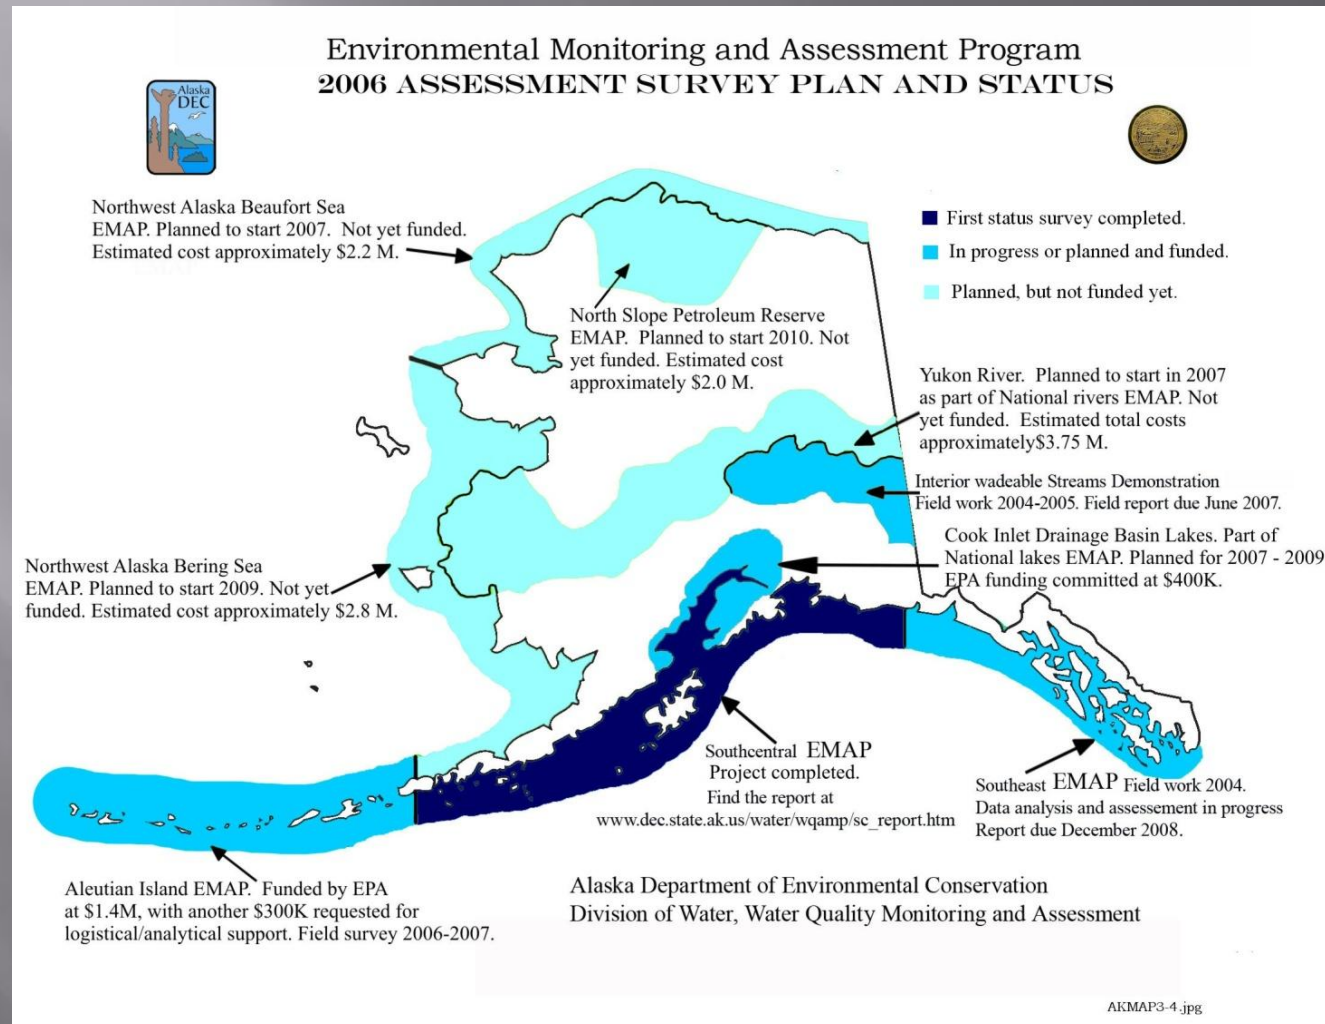 Environmental Monitoring and Assessment Program
2006 ASSESSMENT SURVEY PLAN AND STATUS
Alaska
DEC
Northwest Alaska Beaufort Sea
EMAP. Planned to start 2007. Not yet funded.
Estimated cost approximately $2.2 M.
First status survey completed.
In progress or planned and funded.
Planned, but not funded yet.
North Slope Petroleum Reserve
EMAP. Planned to start 2010. Not
yet funded. Estimated cost
approximately $2.0 M.
Yukon River. Planned to start in 2007
as part of National rivers EMAP. Not
yet funded. Estimated total costs
approximately$3.75 M.
Interior wadeable Streams Demonstration
Field work 2004-2005. Field report due June 2007.
Cook Inlet Drainage Basin Lakes. Part of
National lakes EMAP. Planned for 2007 - 2009
EPA funding committed at $400K.
Northwest Alaska Bering Sea
EMAP. Planned to start 2009. Not yet
funded. Estimated cost approximately $2.8 M.
Southcentral EMAP
Project completed.
Find the report at
www.dec.state.ak.us/water/wqamp/sc_report.htm
Southeast EMAP Field work 2004.
Data analysis and assessement in progress
Report due December 2008.
Aleutian Island EMAP. Funded by EPA
at $1.4M, with another $300K requested for
logistical/analytical support. Field survey 2006-2007.
Alaska Department of Environmental Conservation
Division of Water, Water Quality Monitoring and Assessment
AKMAP3-4.jpg